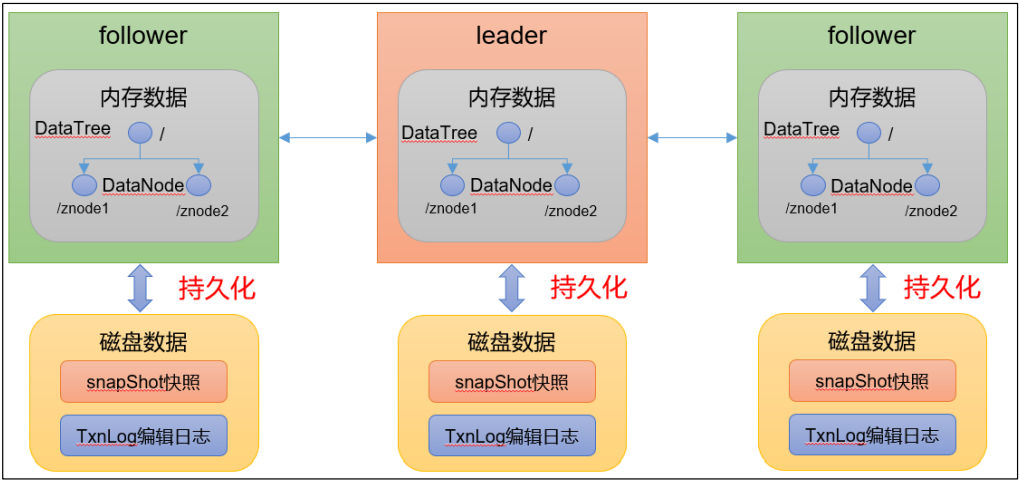 follower
内存数据
DataTree
/
DataNode
/znode1
/znode2
持久化
磁盘数据
snapShot快照
TxnLog编辑日志
leader
内存数据
DataTree
/
DataNode
/znode1
/znode2
持久化
磁盘数据
snapShot快照
TxnLog编辑日志
follower
内存数据
DataTree
/
DataNode
/znode1
/znode2
持久化
磁盘数据
snapShot快照
TxnLog编辑日志